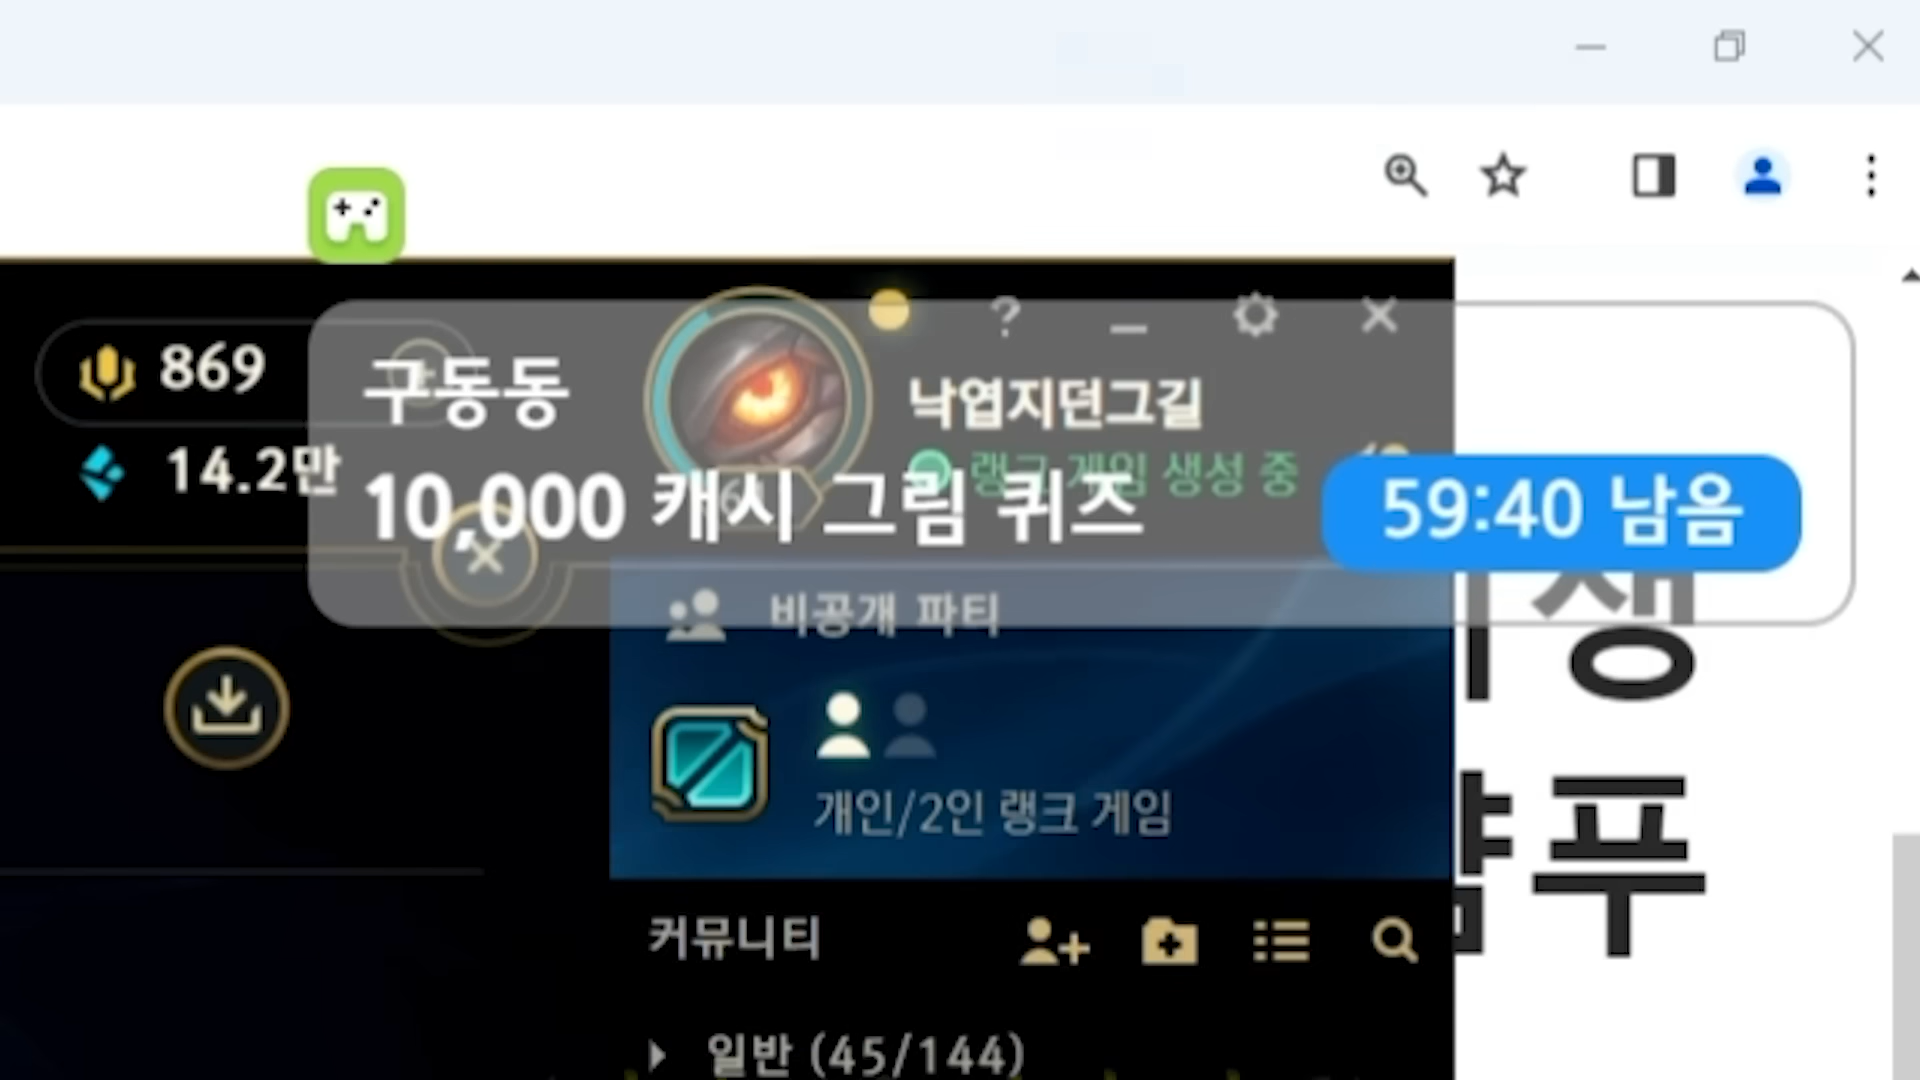 869
구동동
낙엽지던그길
14.2만
랭크 게임 생성 중
10,000 캐시 그림 퀴즈
59:40 남음
비공개 파티
생
개인/2인 랭크 게임
푸
커뮤니티
일반 (45/144)